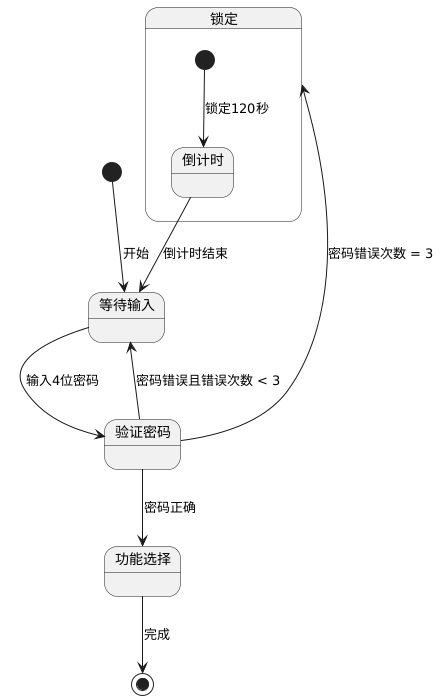 锁定
锁定120秒
倒计时
开始
倒计时结束
密码错误次数 = 3
等待输入
输入4位密码
密码错误且错误次数 < 3
验证密码
密码正确
功能选择
完成